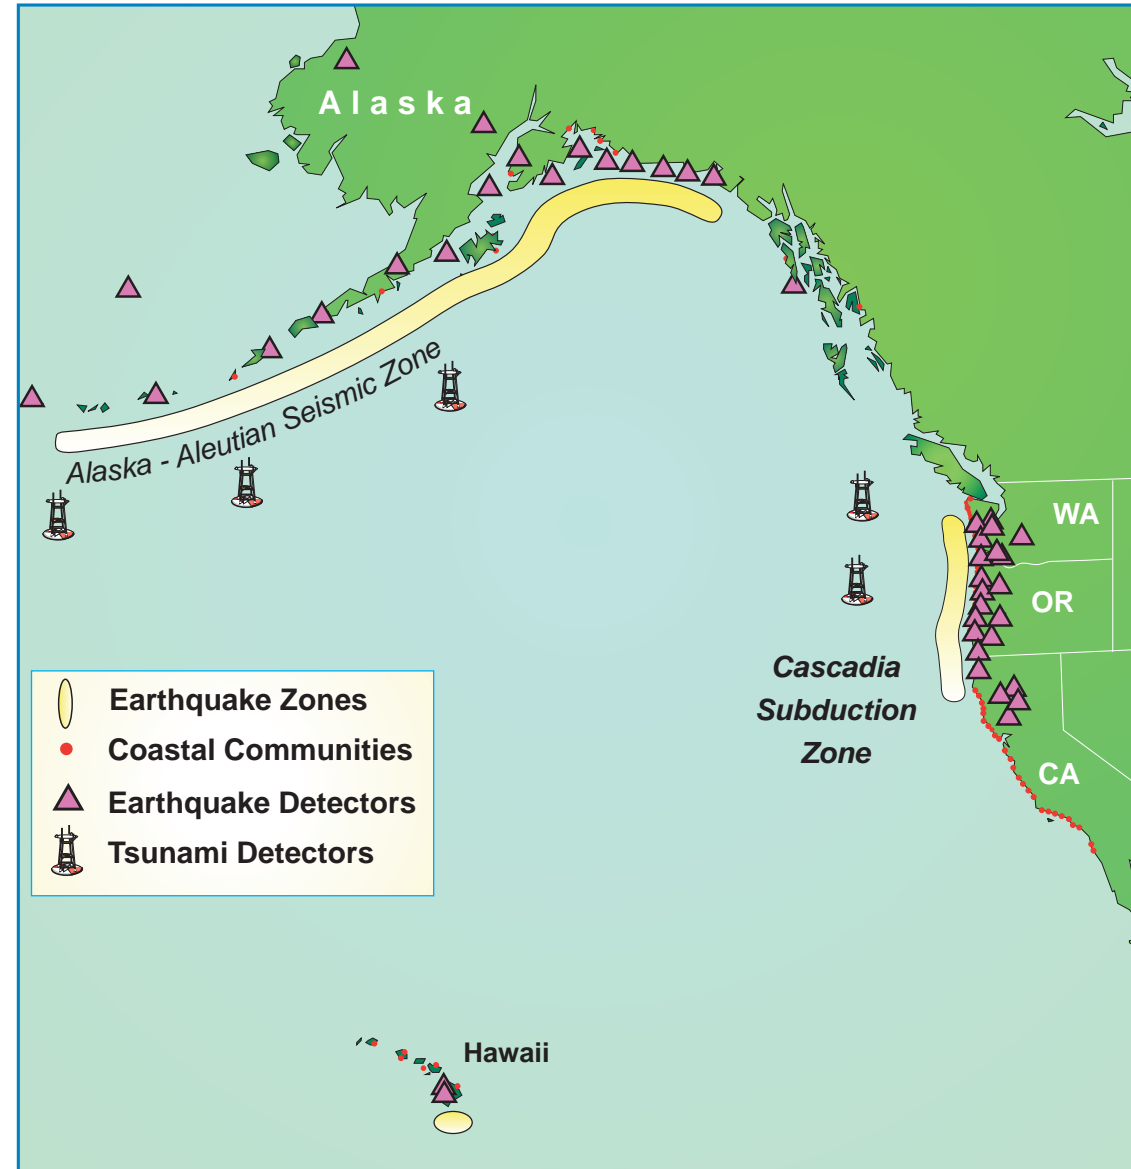 Alaska
Alaska - Aleutian Seismic Zone
WA
OR
Cascadia
Subduction
Zone
CA
Earthquake Zones
Coastal Communities
Earthquake Detectors
Tsunami Detectors
Hawaii